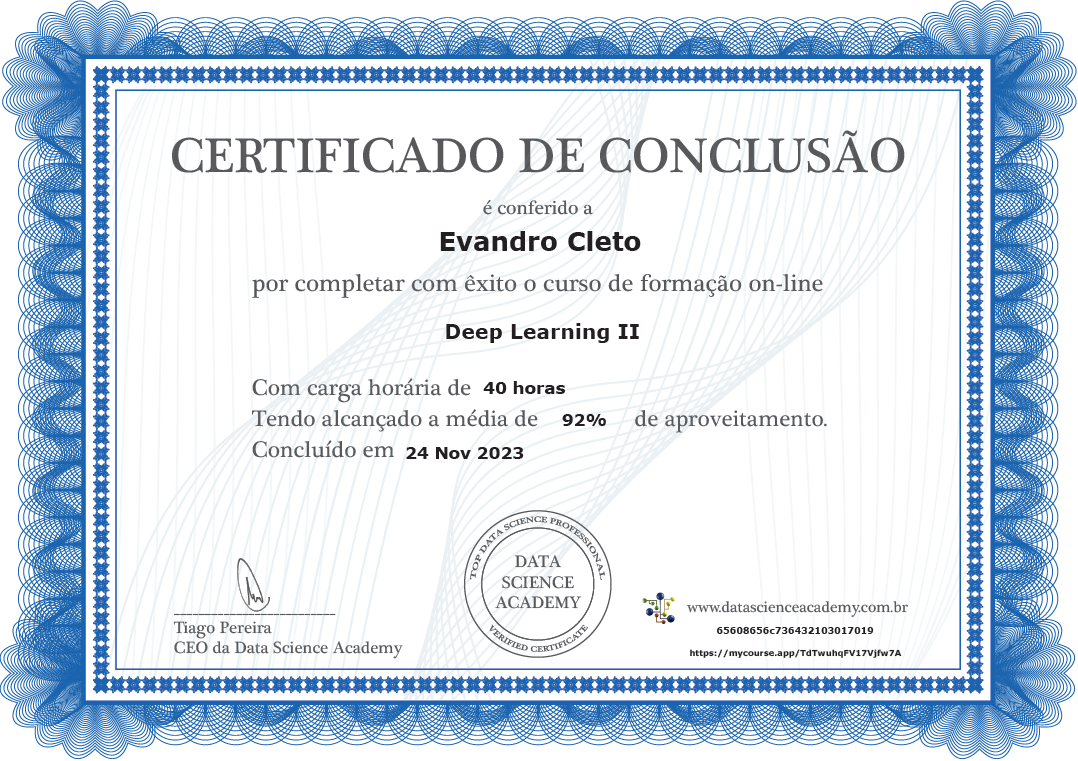 CERTIFICADO DE CONCLUSÃO
é conferido a
Evandro Cleto
por completar com êxito o curso de formação on-line
Deep Learning II
Com carga horária de 40 horas
Tendo alcançado a média de 92% de aproveitamento.
Concluído em 24 Nov 2023
TOP DATA SCIENCE PROFESSIONAL
DATA
SCIENCE
ACADEMY
VERIFIED CERTIFICATE
Tiago Pereira
CEO da Data Science Academy
www.datascienceacademy.com.br
65608656c736432103017019
https://mycourse.app/TdTwuhqFV17Vjfw7A